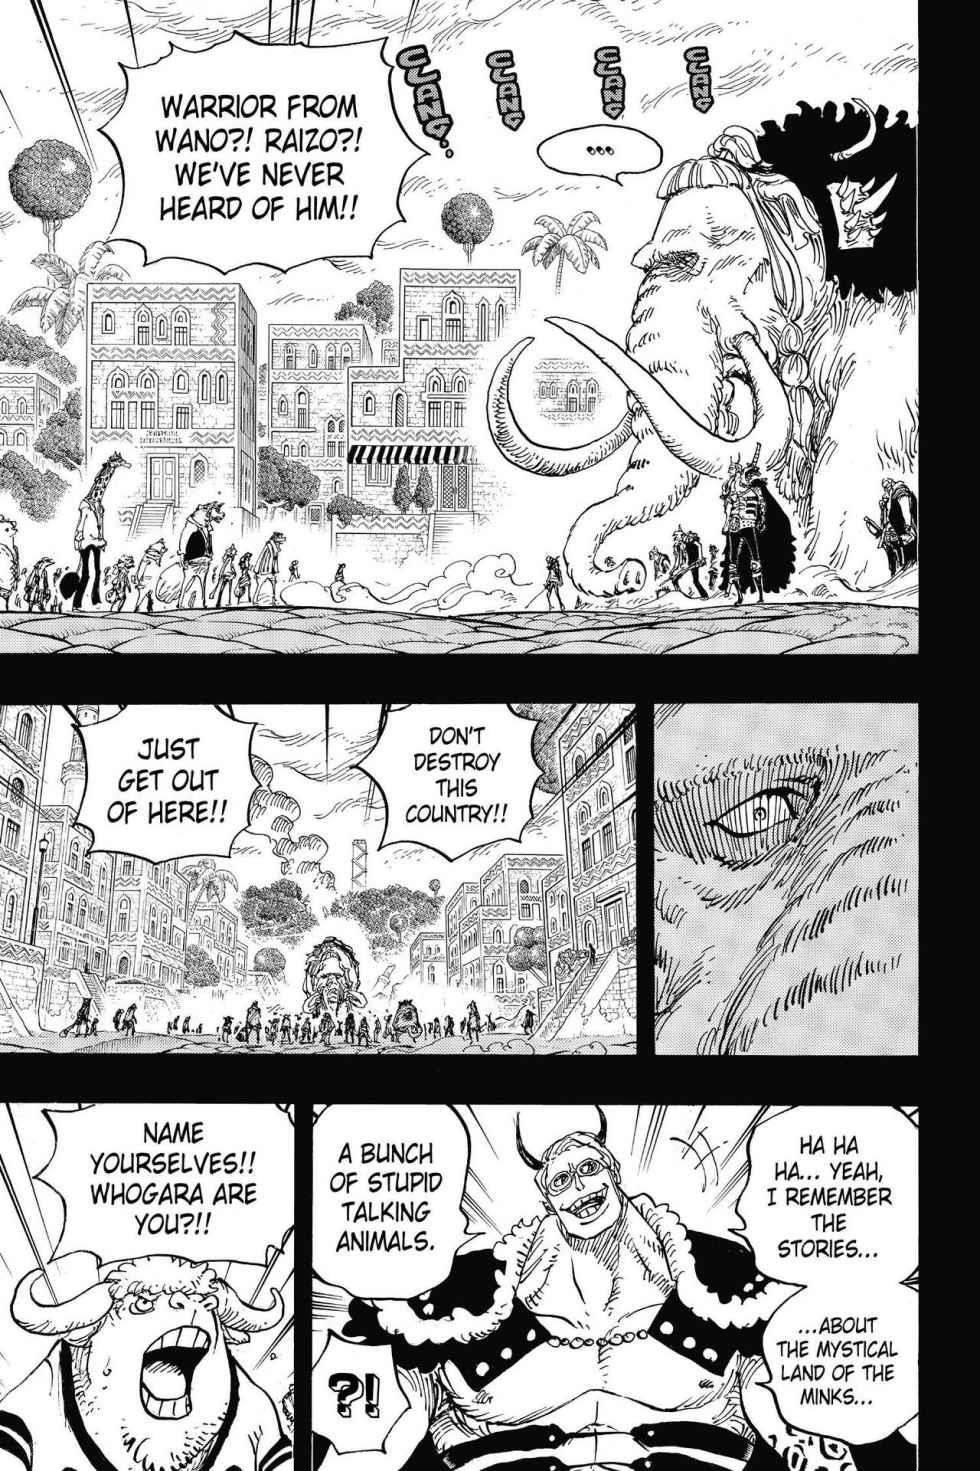 CLANG
CLANG
CLANG
CLANG
...
WARRIOR FROM
WANO?! RAIZO?!
WE'VE NEVER
HEARD OF HIM!!
DON'T
DESTROY
THIS
COUNTRY!!
JUST
GET OUT
OF HERE!!
HA HA
HA... YEAH,
I REMEMBER
THE
STORIES...
...ABOUT
THE MYSTICAL
LAND OF THE
MINKS...
A BUNCH
OF STUPID
TALKING
ANIMALS.
?!
NAME
YOURSELVES!!
WHOGARA ARE
YOU?!!